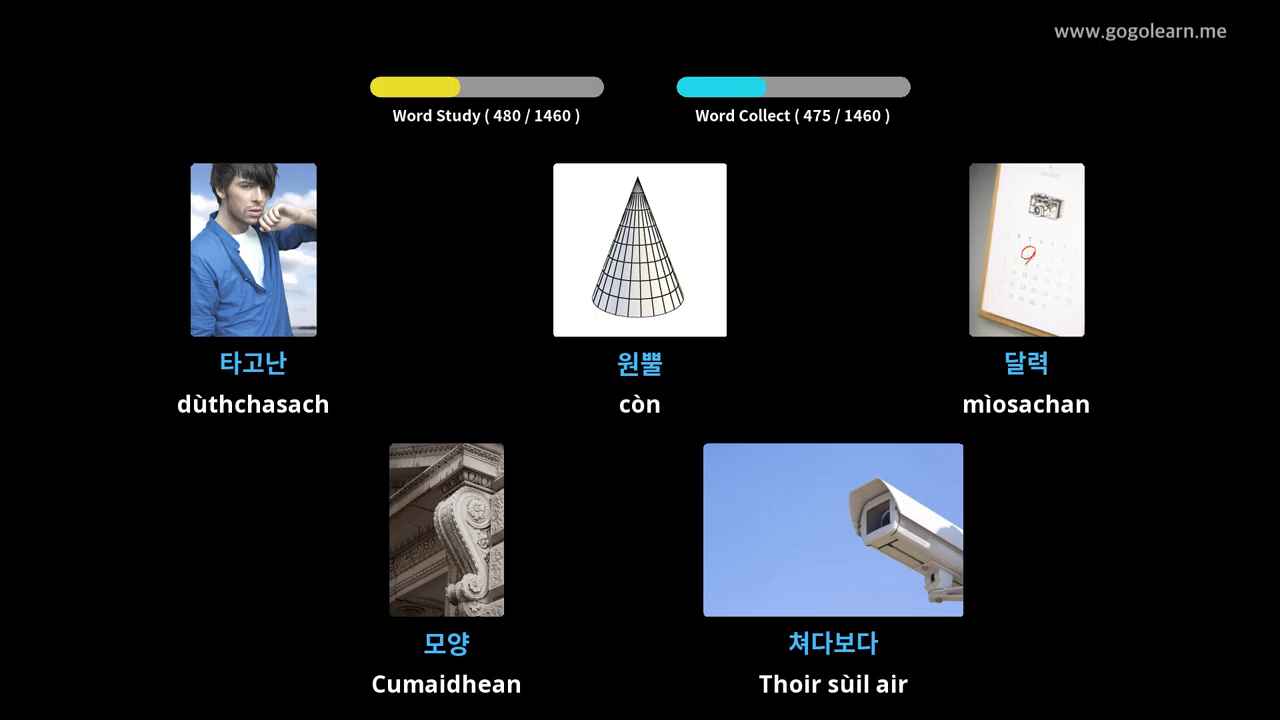 www.gogolearn.me
Word Study ( 480 / 1460 )
Word Collect ( 475 / 1460 )
타고난
dùthchasach
원뿔
còn
달력
mìosachan
모양
Cumaidhean
쳐다보다
Thoir sùil air